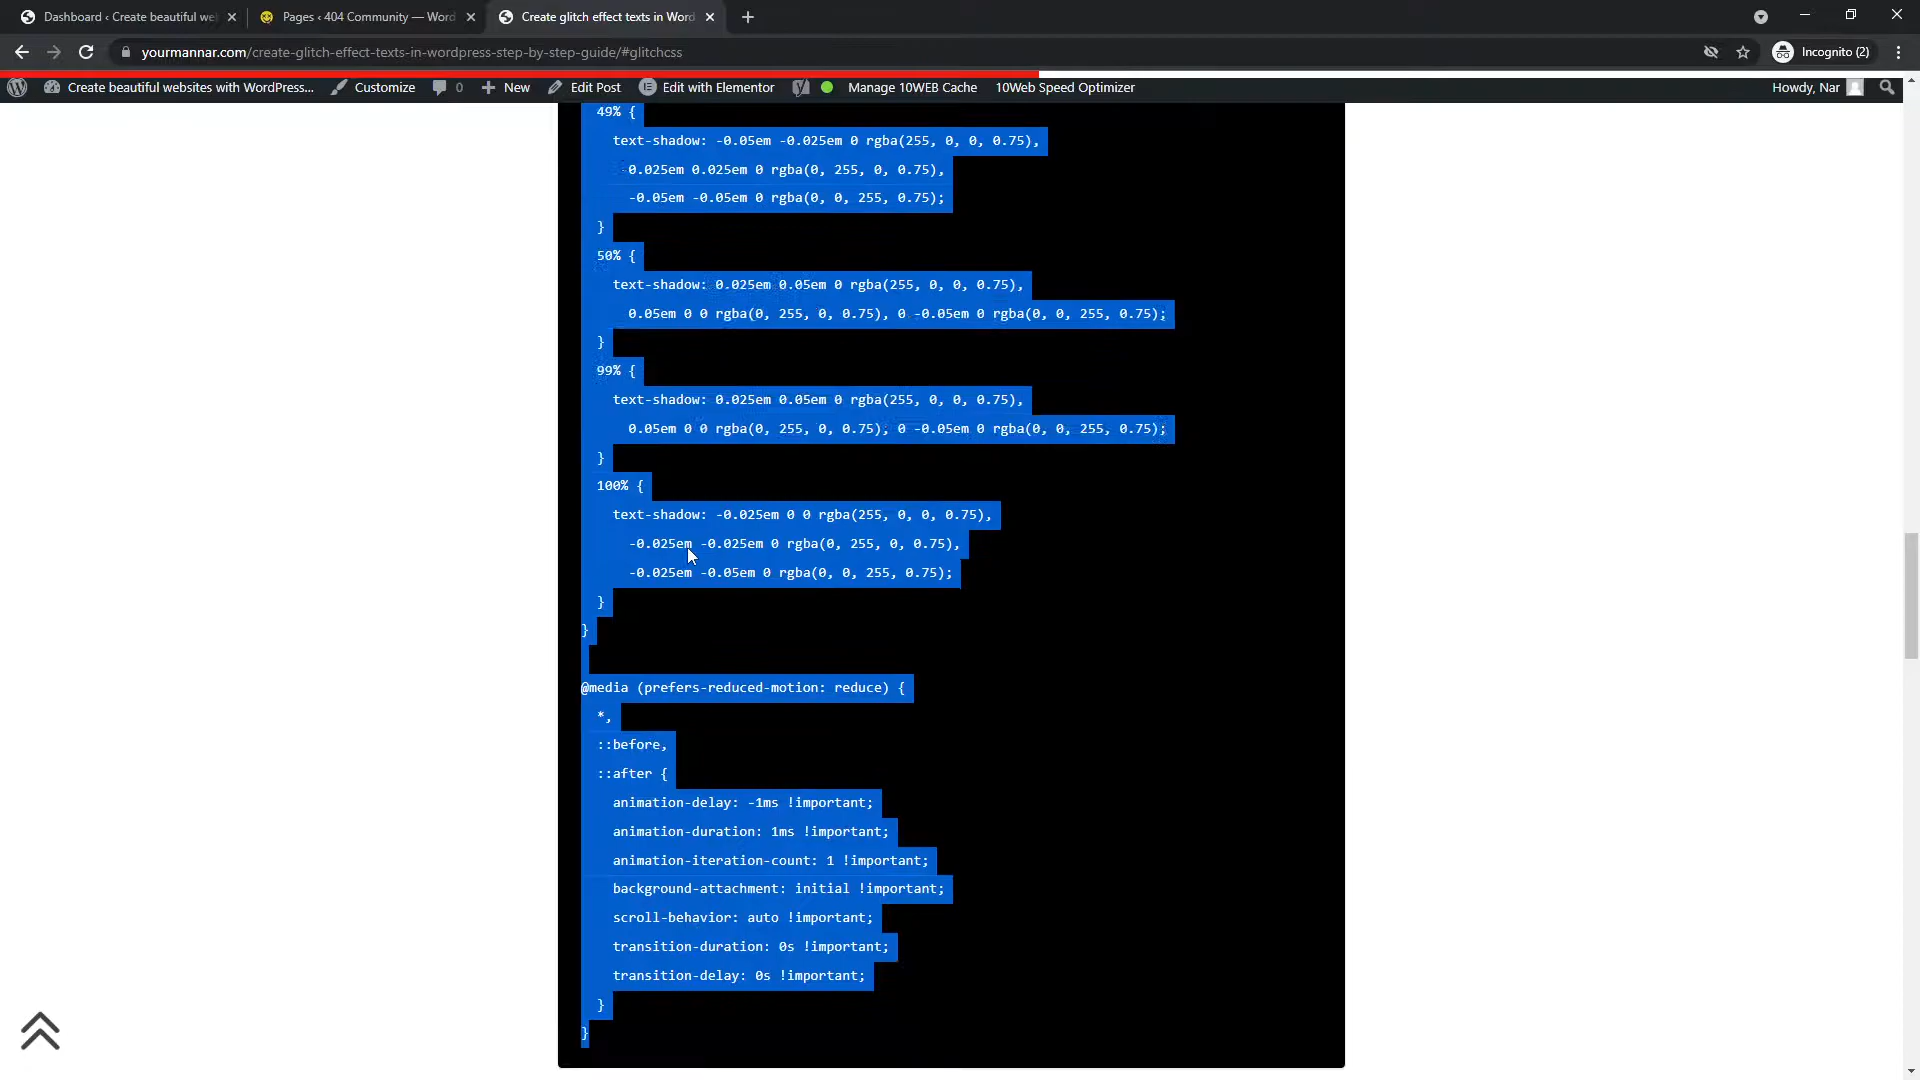 Dashboard ‹ Create beautiful we
Pages ‹ 404 Community — Word
Create glitch effect texts in Word
Incognito (2)
yourmannar.com/create-glitch-effect-texts-in-wordpress-step-by-step-guide/#glitchcss
Create beautiful websites with WordPress... Customize 0 New Edit Post Edit with Elementor Manage 10WEB Cache 10Web Speed Optimizer Howdy, Nar
49% {
text-shadow: -0.05em -0.025em 0 rgba(255, 0, 0, 0.75),
0.025em 0.025em 0 rgba(0, 255, 0, 0.75),
-0.05em -0.05em 0 rgba(0, 0, 255, 0.75);
}
50% {
text-shadow: 0.025em 0.05em 0 rgba(255, 0, 0, 0.75),
0.05em 0 0 rgba(0, 255, 0, 0.75), 0 -0.05em 0 rgba(0, 0, 255, 0.75);
}
99% {
text-shadow: 0.025em 0.05em 0 rgba(255, 0, 0, 0.75),
0.05em 0 0 rgba(0, 255, 0, 0.75), 0 -0.05em 0 rgba(0, 0, 255, 0.75);
}
100% {
text-shadow: -0.025em 0 0 rgba(255, 0, 0, 0.75),
-0.025em -0.025em 0 rgba(0, 255, 0, 0.75),
-0.025em -0.05em 0 rgba(0, 0, 255, 0.75);
}
}
@media (prefers-reduced-motion: reduce) {
*,
::before,
::after {
animation-delay: -1ms !important;
animation-duration: 1ms !important;
animation-iteration-count: 1 !important;
background-attachment: initial !important;
scroll-behavior: auto !important;
transition-duration: 0s !important;
transition-delay: 0s !important;
}
}